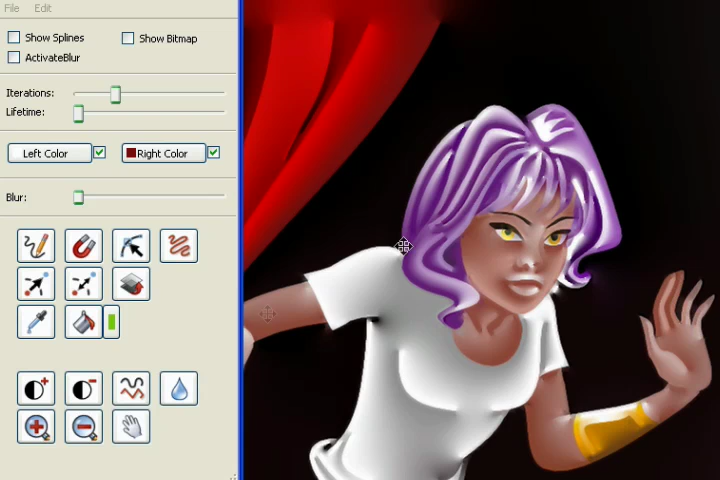 File Edit
Show Splines Show Bitmap
ActivateBlur
Iterations:
Lifetime:
Left Color Right Color
Blur: